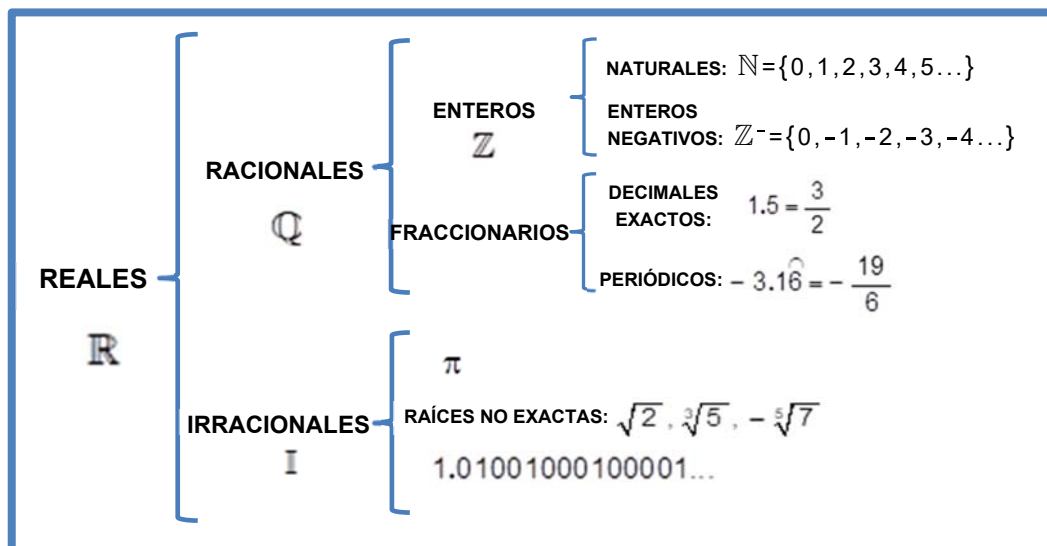 NATURALES: ℕ={0,1,2,3,4,5...}
ENTEROS
ℤ
ENTEROS
NEGATIVOS: ℤ⁻={0,-1,-2,-3,-4...}
RACIONALES
ℚ
DECIMALES
EXACTOS: 1.5 = 3/2
FRACCIONARIOS
PERIÓDICOS: - 3.16̑ = - 19/6
REALES
ℝ
π
IRRACIONALES
𝕀
RAÍCES NO EXACTAS: √2 , ∛5 , - ⁵√7
1.01001000100001...